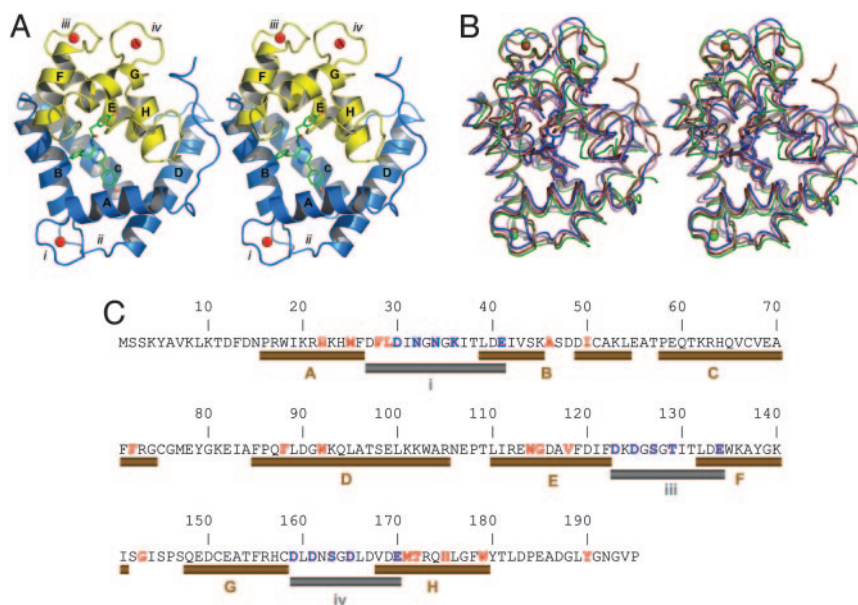 A
iii
iv
F
G
E
H
B
C
D
A
i
ii
iii
iv
F
G
E
H
B
C
D
A
i
ii
B
C
10 20 30 40 50 60 70
MSSKYAVKLKTDFDNPRWIKRHKHMFDFLDINGNGKITLDEIVSKASDDICAKLEATPEQTKRHQVCVEA
A i B C
80 90 100 110 120 130 140
FFRGCGMEYGKEIAFPQFLDGWKQLATSELKKWARNEPTLIREWGDAVFDIFDKDGSGTITLDEWKAYGK
D E iii F
150 160 170 180 190
ISGISPSQEDCEATFRHCDLDNSGDLDVDEMTRQHLGFWYTLDPEADGLYGNGVP
G iv H